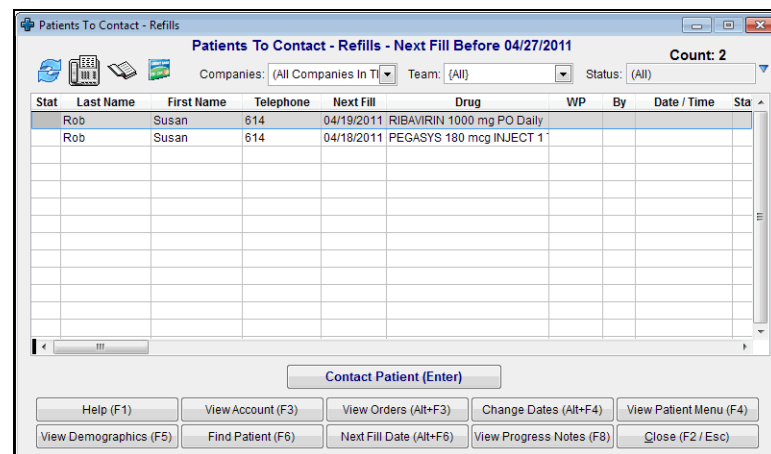 Patients To Contact - Refills
Patients To Contact - Refills - Next Fill Before 04/27/2011
Count: 2
Companies: (All Companies In Tl Team: {All} Status: (All)
Stat Last Name First Name Telephone Next Fill Drug WP By Date / Time Sta
Rob Susan 614 04/19/2011 RIBAVIRIN 1000 mg PO Daily
Rob Susan 614 04/18/2011 PEGASYS 180 mcg INJECT 1
Contact Patient (Enter)
Help (F1) View Account (F3) View Orders (Alt+F3) Change Dates (Alt+F4) View Patient Menu (F4)
View Demographics (F5) Find Patient (F6) Next Fill Date (Alt+F6) View Progress Notes (F8) Close (F2 / Esc)